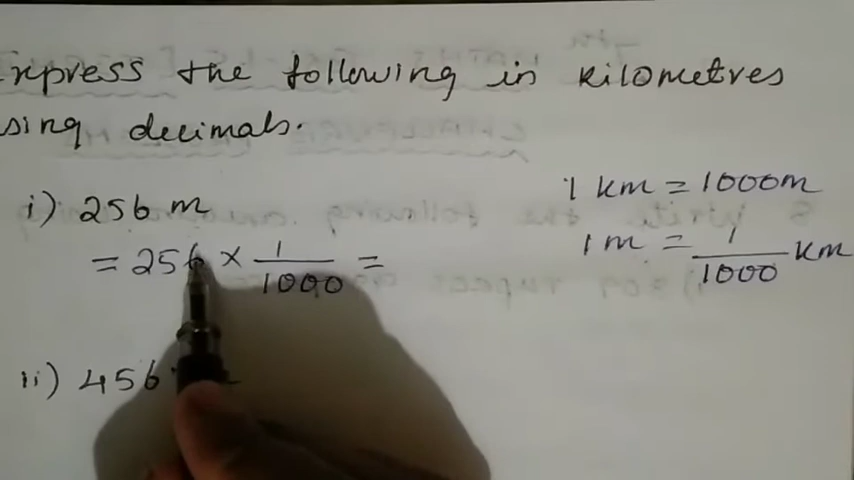 xpress the following in kilometres
sing decimals.
i) 256 m
1 km = 1000m
= 256 × 1/1000 =
1 m = 1/1000 km
ii) 456